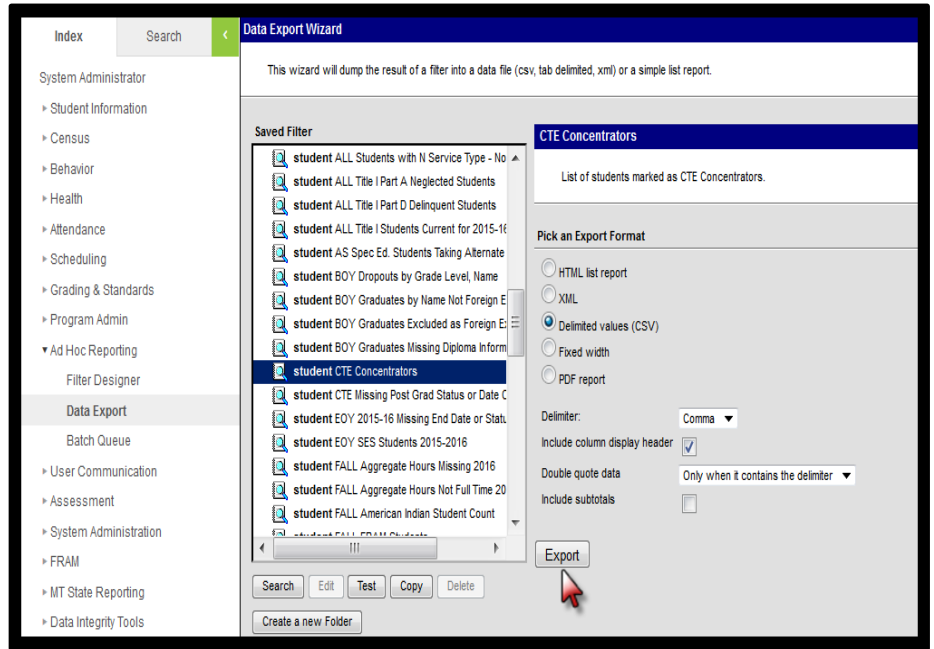 Index
Search
System Administrator
Student Information
Census
Behavior
Health
Attendance
Scheduling
Grading & Standards
Program Admin
Ad Hoc Reporting
Filter Designer
Data Export
Batch Queue
User Communication
Assessment
System Administration
FRAM
MT State Reporting
Data Integrity Tools
Data Export Wizard
This wizard will dump the result of a filter into a data file (csv, tab delimited, xml) or a simple list report.
Saved Filter
student ALL Students with N Service Type - No
student ALL Title I Part A Neglected Students
student ALL Title I Part D Delinquent Students
student ALL Title I Students Current for 2015-16
student AS Spec Ed. Students Taking Alternate
student BOY Dropouts by Grade Level, Name
student BOY Graduates by Name Not Foreign E
student BOY Graduates Excluded as Foreign E
student BOY Graduates Missing Diploma Inform
student CTE Concentrators
student CTE Missing Post Grad Status or Date C
student EOY 2015-16 Missing End Date or Statu
student EOY SES Students 2015-2016
student FALL Aggregate Hours Missing 2016
student FALL Aggregate Hours Not Full Time 20
student FALL American Indian Student Count
student FALL FRAM Students
Search Edit Test Copy Delete
Create a new Folder
CTE Concentrators
List of students marked as CTE Concentrators.
Pick an Export Format
HTML list report
XML
Delimited values (CSV)
Fixed width
PDF report
Delimiter: Comma
Include column display header
Double quote data Only when it contains the delimiter
Include subtotals
Export